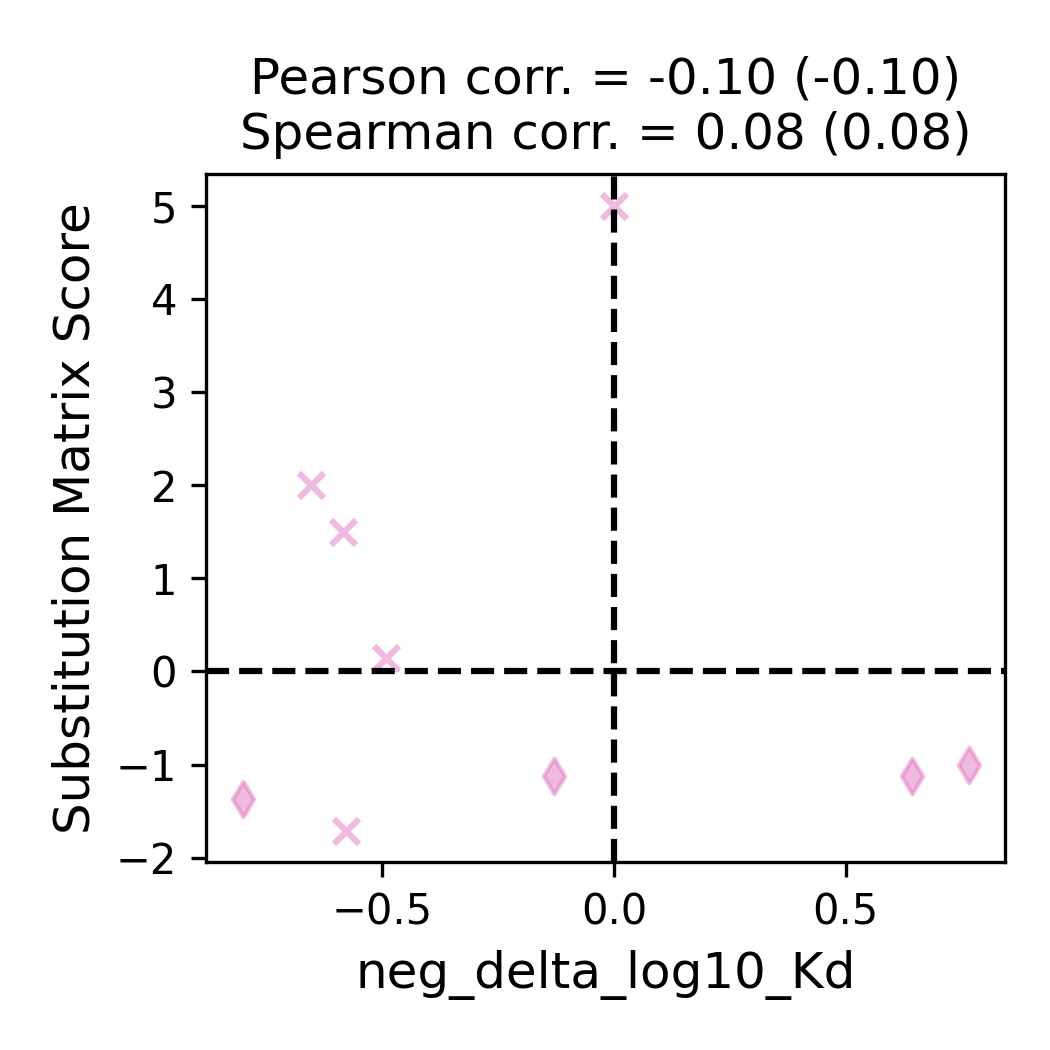 Pearson corr. = -0.10 (-0.10)
Spearman corr. = 0.08 (0.08)
Substitution Matrix Score
5
4
3
2
1
0
−1
−2
−0.5
0.0
0.5
neg_delta_log10_Kd